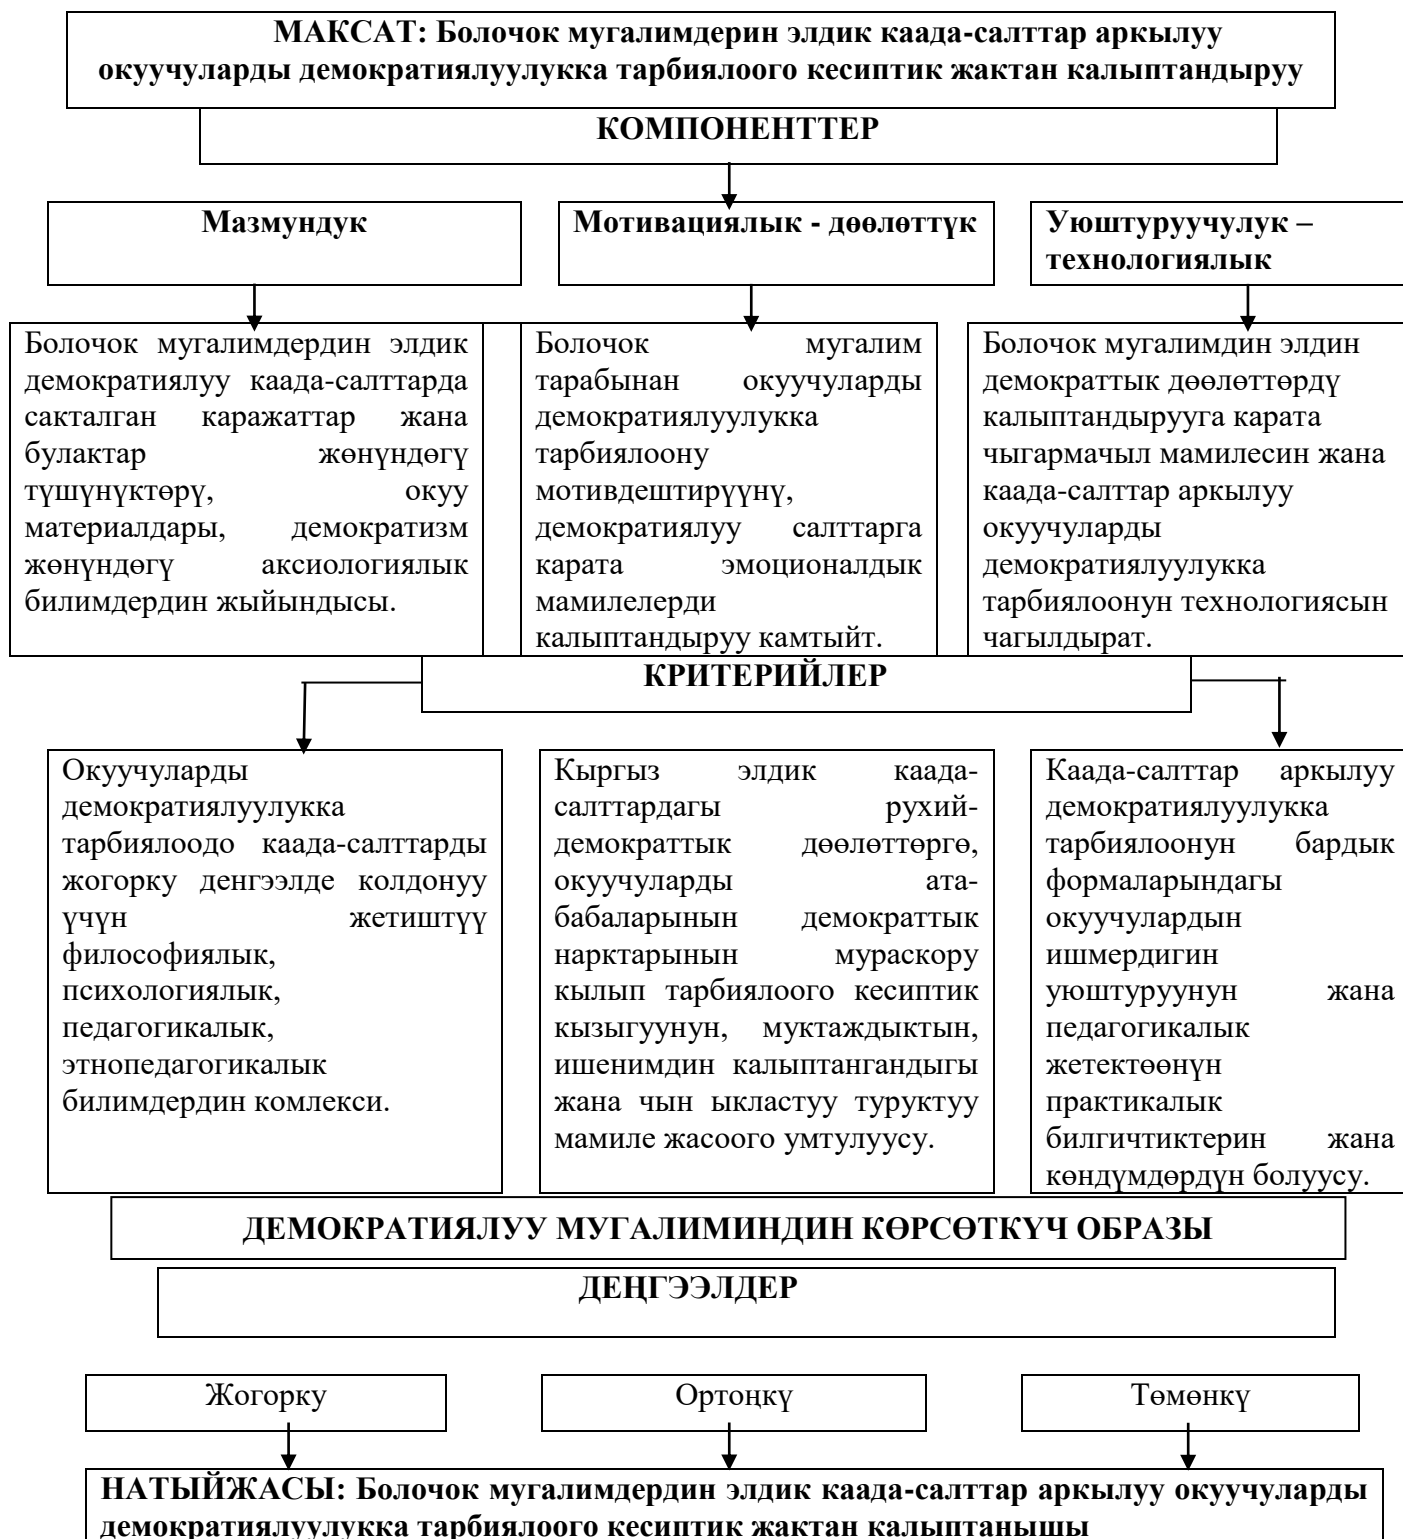 МАКСАТ: Болочок мугалимдерин элдик каада-салттар аркылуу
окуучуларды демократиялуулукка тарбиялоого кесиптик жактан калыптандыруу
КОМПОНЕНТТЕР
Мазмундук
Мотивациялык - дөөлөттүк
Уюштуруучулук –
технологиялык
Болочок мугалимдердин элдик
демократиялуу каада-салттарда
сакталган каражаттар жана
булактар жөнүндөгү
түшүнүктөрү, окуу
материалдары, демократизм
жөнүндөгү аксиологиялык
билимдердин жыйындысы.
Болочок мугалим
тарабынан окуучуларды
демократиялуулукка
тарбиялоону
мотивдештирүүнү,
демократиялуу салттарга
карата эмоционалдык
мамилелерди
калыптандыруу камтыйт.
Болочок мугалимдин элдин
демократтык дөөлөттөрдү
калыптандырууга карата
чыгармачыл мамилесин жана
каада-салттар аркылуу
окуучуларды
демократиялуулукка
тарбиялоонун технологиясын
чагылдырат.
КРИТЕРИЙЛЕР
Окуучуларды
демократиялуулукка
тарбиялоодо каада-салттарды
жогорку денгээлде колдонуу
үчүн жетиштүү
философиялык,
психологиялык,
педагогикалык,
этнопедагогикалык
билимдердин комлекси.
Кыргыз элдик каада-
салттардагы рухий-
демократтык дөөлөттөргө,
окуучуларды ата-
бабаларынын демократтык
нарктарынын мураскору
кылып тарбиялоого кесиптик
кызыгуунун, муктаждыктын,
ишенимдин калыптангандыгы
жана чын ыкластуу туруктуу
мамиле жасоого умтулуусу.
Каада-салттар аркылуу
демократиялуулукка
тарбиялоонун бардык
формаларындагы
окуучулардын
ишмердигин
уюштуруунун жана
педагогикалык
жетектөөнүн
практикалык
билгичтиктерин жана
көндүмдөрдүн болуусу.
ДЕМОКРАТИЯЛУУ МУГАЛИМИНДИН КӨРСӨТКҮЧ ОБРАЗЫ
ДЕҢГЭЭЛДЕР
Жогорку
Ортоңкү
Төмөнкү
НАТЫЙЖАСЫ: Болочок мугалимдердин элдик каада-салттар аркылуу окуучуларды
демократиялуулукка тарбиялоого кесиптик жактан калыптанышы